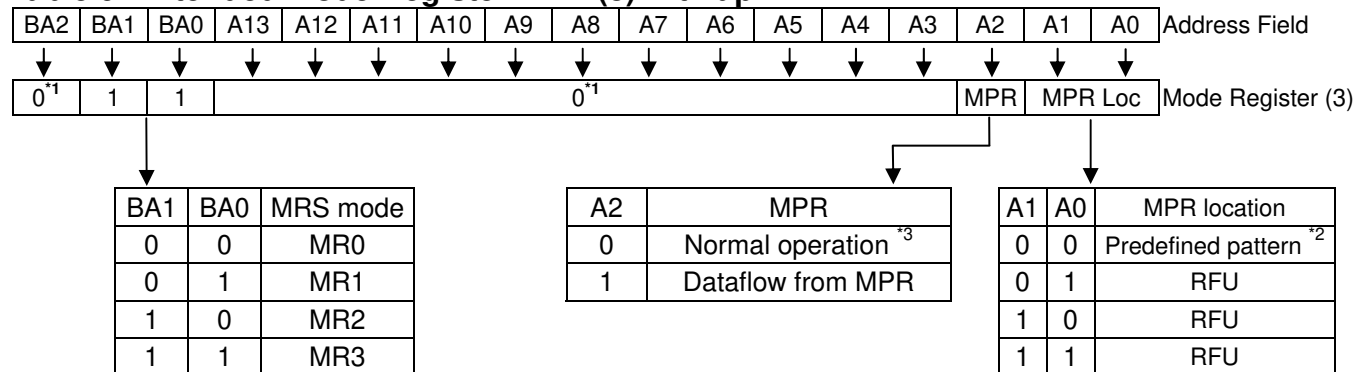 BA2 BA1 BA0 A13 A12 A11 A10 A9 A8 A7 A6 A5 A4 A3 A2 A1 A0 Address Field
0*1 1 1 0*1 MPR MPR Loc Mode Register (3)
BA1 BA0 MRS mode
0 0 MR0
0 1 MR1
1 0 MR2
1 1 MR3
A2 MPR
0 Normal operation *3
1 Dataflow from MPR
A1 A0 MPR location
0 0 Predefined pattern *2
0 1 RFU
1 0 RFU
1 1 RFU